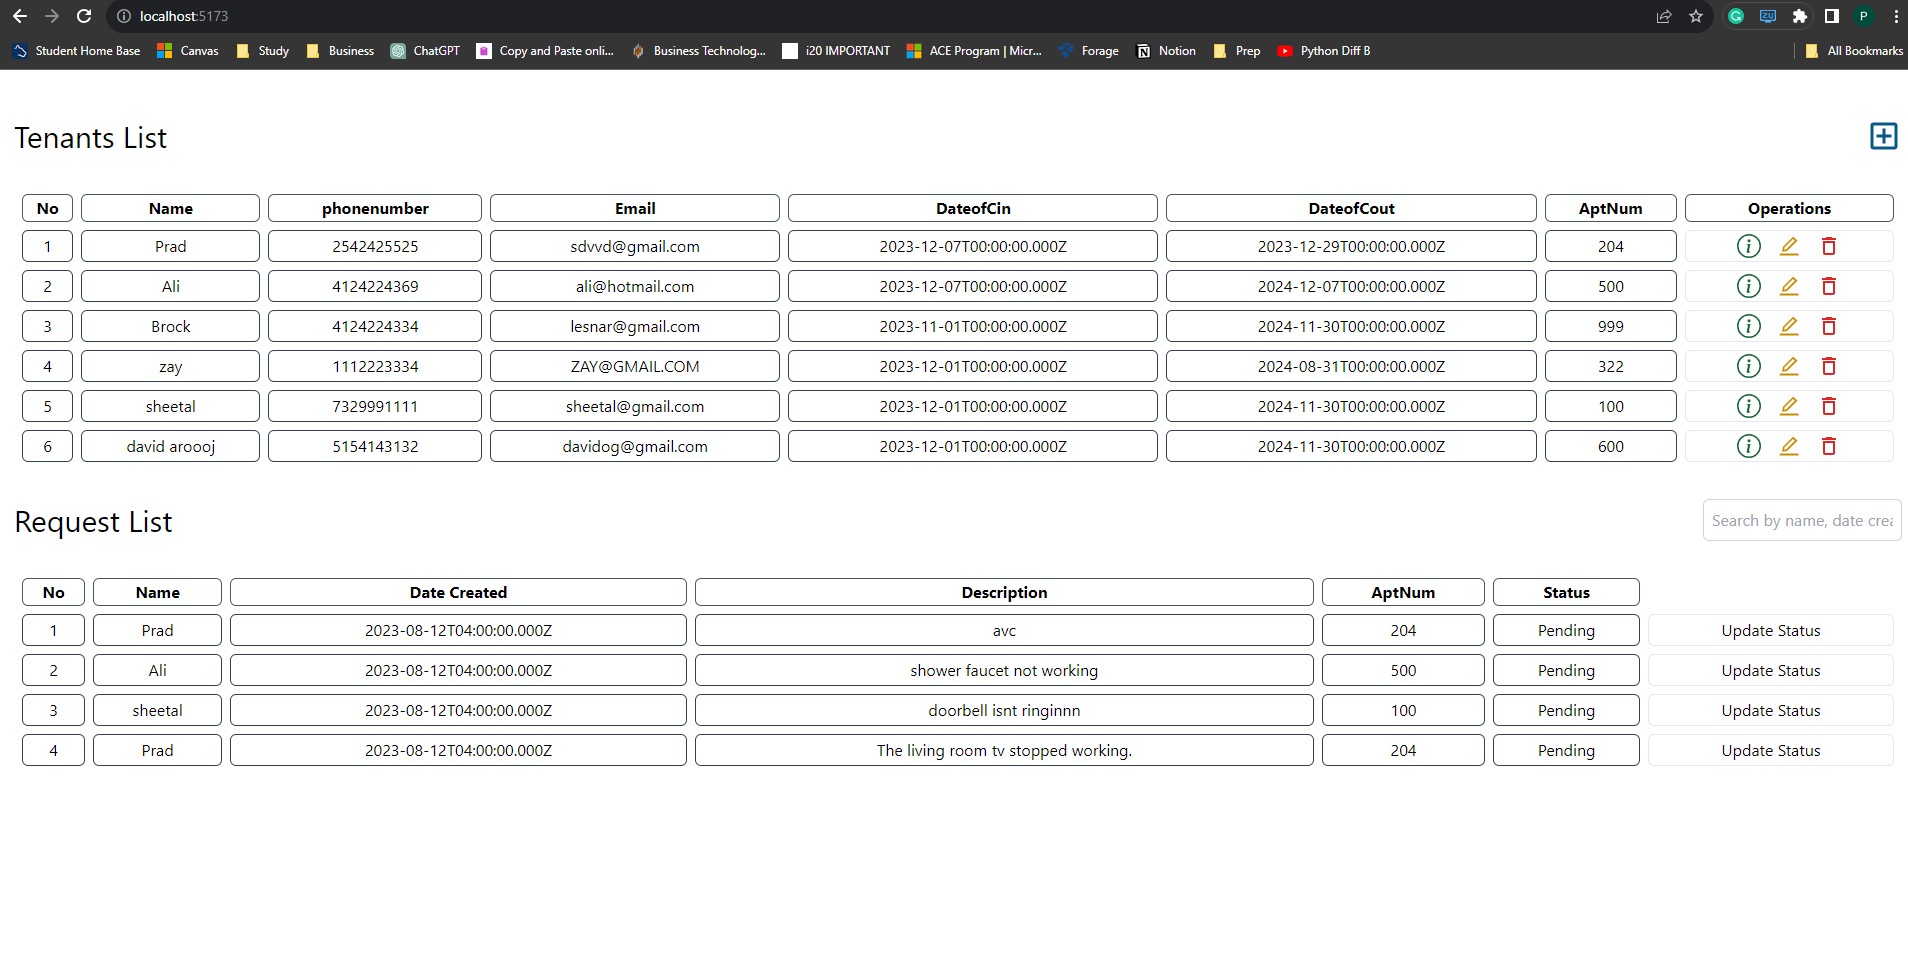 localhost:5173
Student Home Base Canvas Study Business ChatGPT Copy and Paste onli... Business Technolog... i20 IMPORTANT ACE Program | Micr... Forage Notion Prep Python Diff B All Bookmarks
Tenants List
No Name phonenumber Email DateofCin DateofCout AptNum Operations
1 Prad 2542425525 sdvvd@gmail.com 2023-12-07T00:00:00.000Z 2023-12-29T00:00:00.000Z 204
2 Ali 4124224369 ali@hotmail.com 2023-12-07T00:00:00.000Z 2024-12-07T00:00:00.000Z 500
3 Brock 4124224334 lesnar@gmail.com 2023-11-01T00:00:00.000Z 2024-11-30T00:00:00.000Z 999
4 zay 1112223334 ZAY@GMAIL.COM 2023-12-01T00:00:00.000Z 2024-08-31T00:00:00.000Z 322
5 sheetal 7329991111 sheetal@gmail.com 2023-12-01T00:00:00.000Z 2024-11-30T00:00:00.000Z 100
6 david aroooj 5154143132 davidog@gmail.com 2023-12-01T00:00:00.000Z 2024-11-30T00:00:00.000Z 600
Request List Search by name, date crea
No Name Date Created Description AptNum Status
1 Prad 2023-08-12T04:00:00.000Z avc 204 Pending Update Status
2 Ali 2023-08-12T04:00:00.000Z shower faucet not working 500 Pending Update Status
3 sheetal 2023-08-12T04:00:00.000Z doorbell isnt ringinnn 100 Pending Update Status
4 Prad 2023-08-12T04:00:00.000Z The living room tv stopped working. 204 Pending Update Status